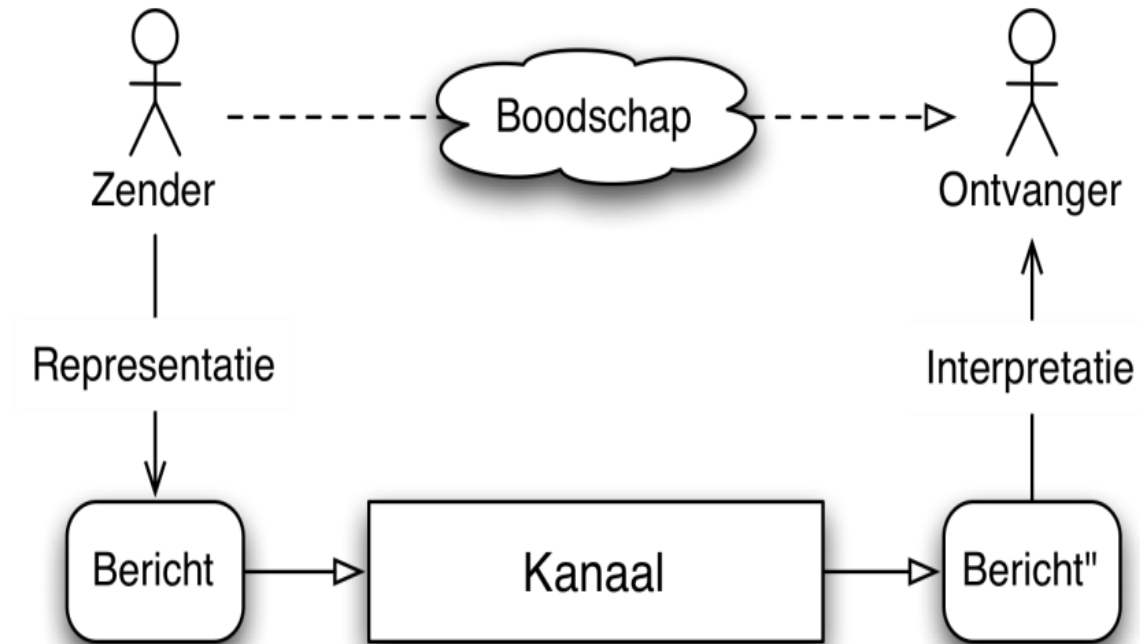 Boodschap
Zender
Ontvanger
Representatie
Interpretatie
Bericht
Kanaal
Bericht"